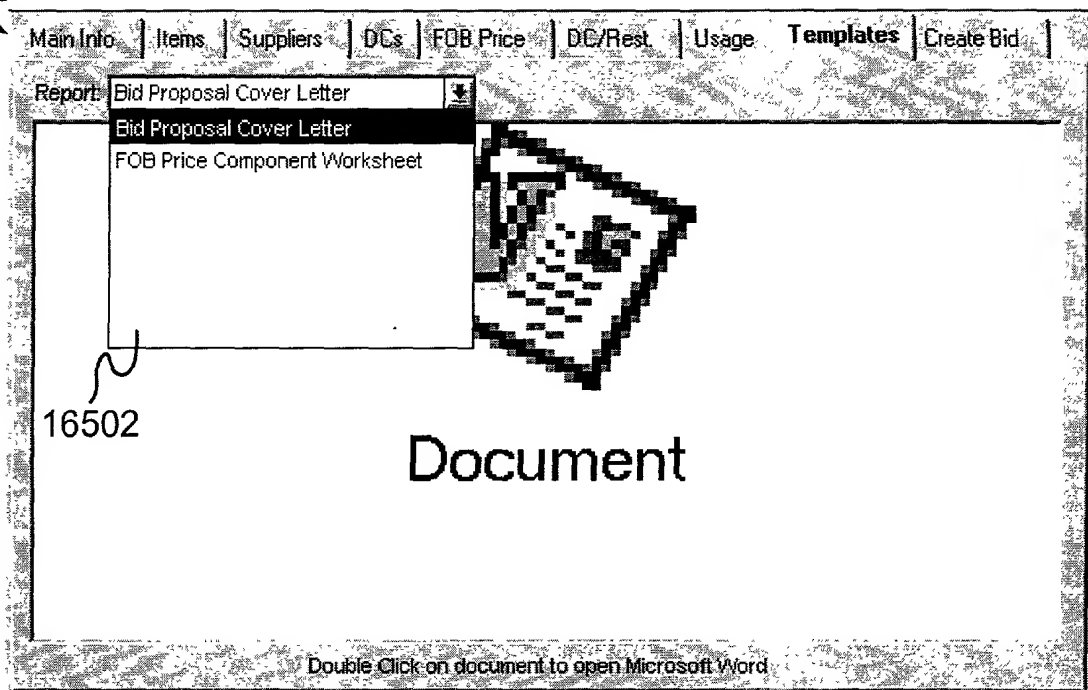 Main Info Items Suppliers DCs FOB Price DC/Rest. Usage Templates Create Bid
Report: Bid Proposal Cover Letter
Bid Proposal Cover Letter
FOB Price Component Worksheet
16502
Document
Double Click on document to open Microsoft Word